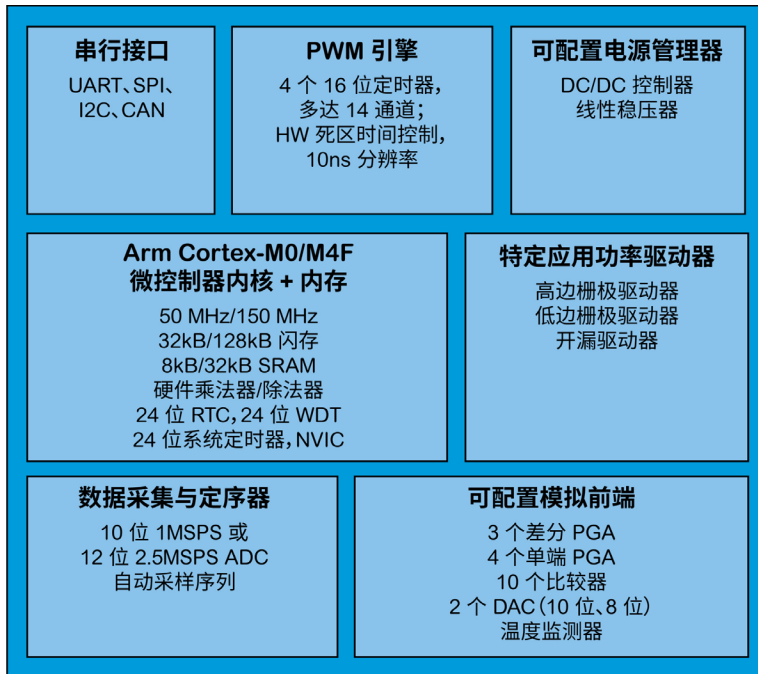 串行接口
UART、SPI、
I2C、CAN
PWM 引擎
4 个 16 位定时器，
多达 14 通道；
HW 死区时间控制，
10ns 分辨率
可配置电源管理器
DC/DC 控制器
线性稳压器
Arm Cortex-M0/M4F
微控制器内核 + 内存
50 MHz/150 MHz
32kB/128kB 闪存
8kB/32kB SRAM
硬件乘法器/除法器
24 位 RTC，24 位 WDT
24 位系统定时器，NVIC
特定应用功率驱动器
高边栅极驱动器
低边栅极驱动器
开漏驱动器
数据采集与定序器
10 位 1MSPS 或
12 位 2.5MSPS ADC
自动采样序列
可配置模拟前端
3 个差分 PGA
4 个单端 PGA
10 个比较器
2 个 DAC（10 位、8 位）
温度监测器